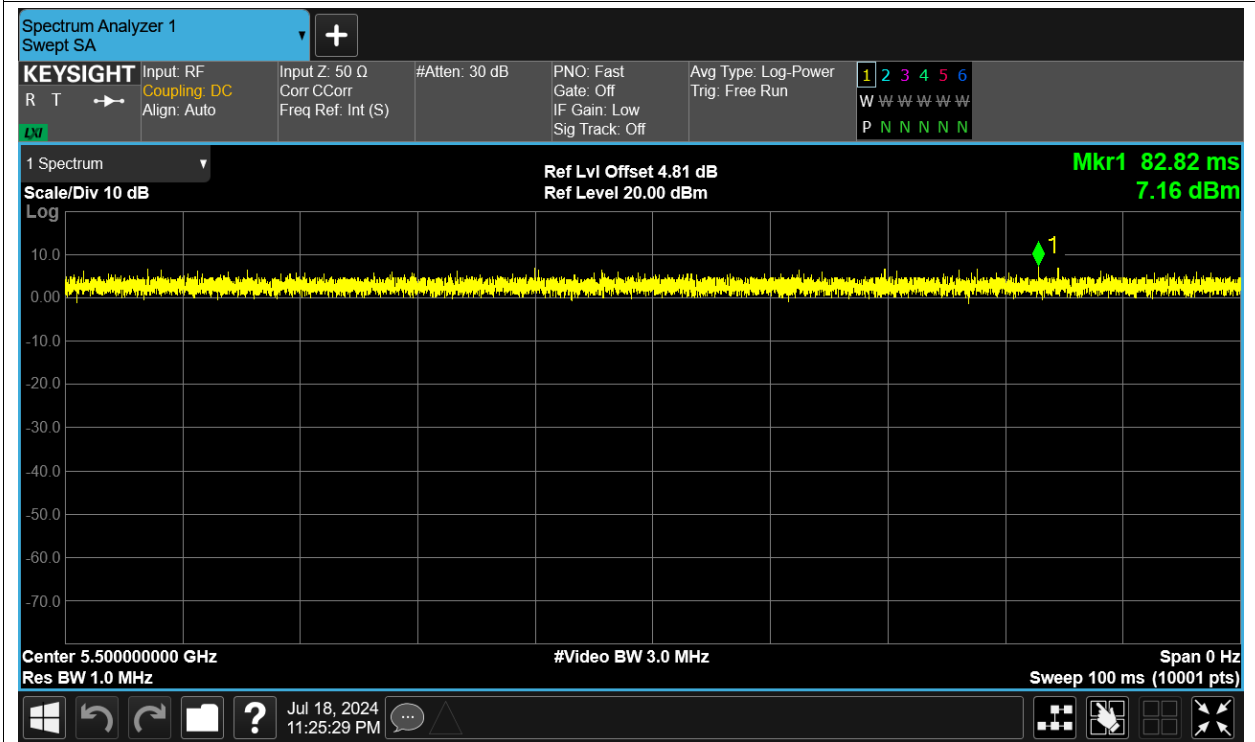 Spectrum Analyzer 1
Swept SA
KEYSIGHT
R T
LXI
Input: RF
Coupling: DC
Align: Auto
Input Z: 50 Ω
Corr CCorr
Freq Ref: Int (S)
#Atten: 30 dB
PNO: Fast
Gate: Off
IF Gain: Low
Sig Track: Off
Avg Type: Log-Power
Trig: Free Run
1 2 3 4 5 6
W W W W W W
P N N N N N
1 Spectrum
Scale/Div 10 dB
Log
Ref Lvl Offset 4.81 dB
Ref Level 20.00 dBm
Mkr1 82.82 ms
7.16 dBm
1
10.0
0.00
-10.0
-20.0
-30.0
-40.0
-50.0
-60.0
-70.0
Center 5.500000000 GHz
Res BW 1.0 MHz
#Video BW 3.0 MHz
Span 0 Hz
Sweep 100 ms (10001 pts)
?
Jul 18, 2024
11:25:29 PM